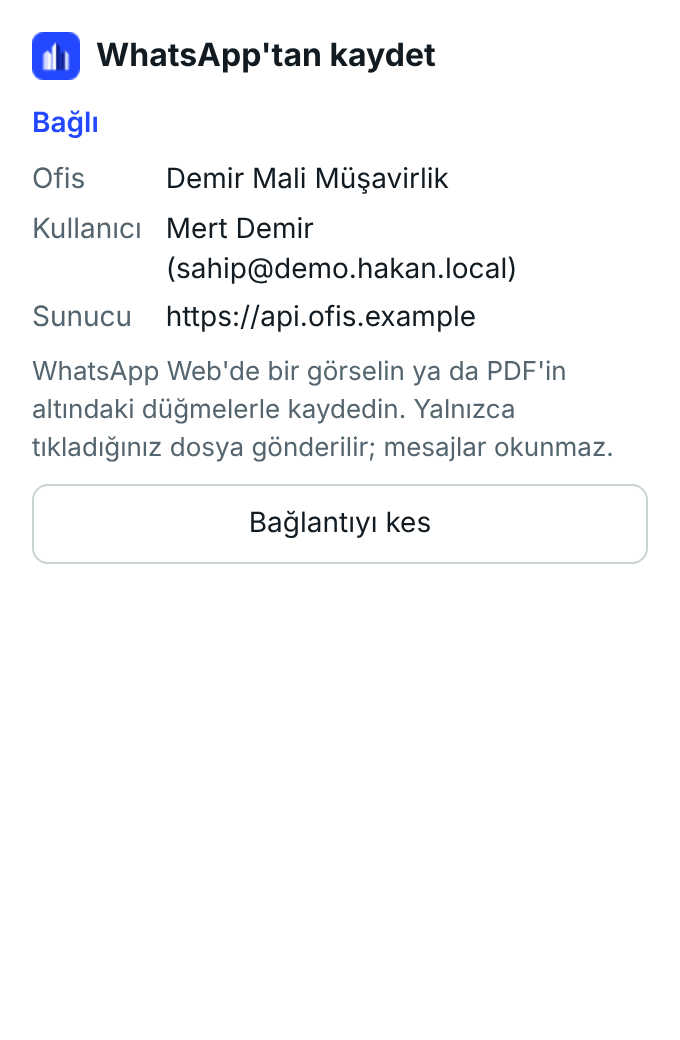 WhatsApp'tan kaydet
Bağlı
Ofis Demir Mali Müşavirlik
Kullanıcı Mert Demir
(sahip@demo.hakan.local)
Sunucu https://api.ofis.example
WhatsApp Web'de bir görselin ya da PDF'in
altındaki düğmelerle kaydedin. Yalnızca
tıkladığınız dosya gönderilir; mesajlar okunmaz.
Bağlantıyı kes